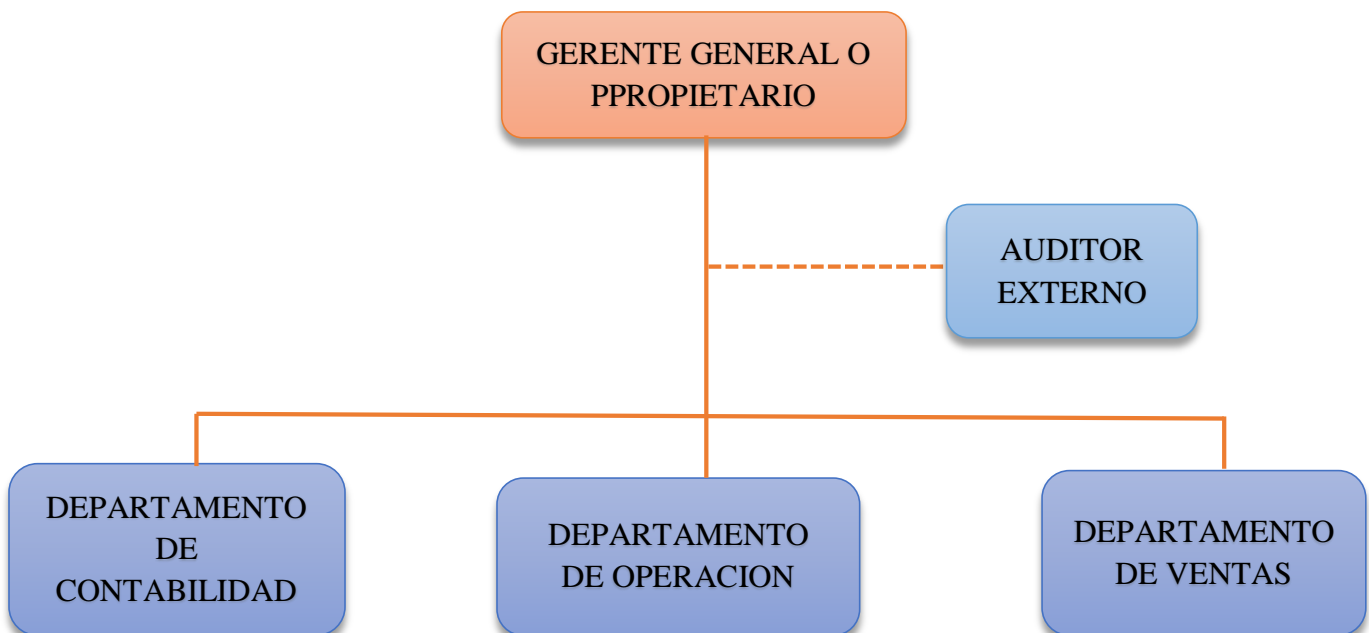 GERENTE GENERAL O
PPROPIETARIO
AUDITOR
EXTERNO
DEPARTAMENTO
DE
CONTABILIDAD
DEPARTAMENTO
DE OPERACION
DEPARTAMENTO
DE VENTAS